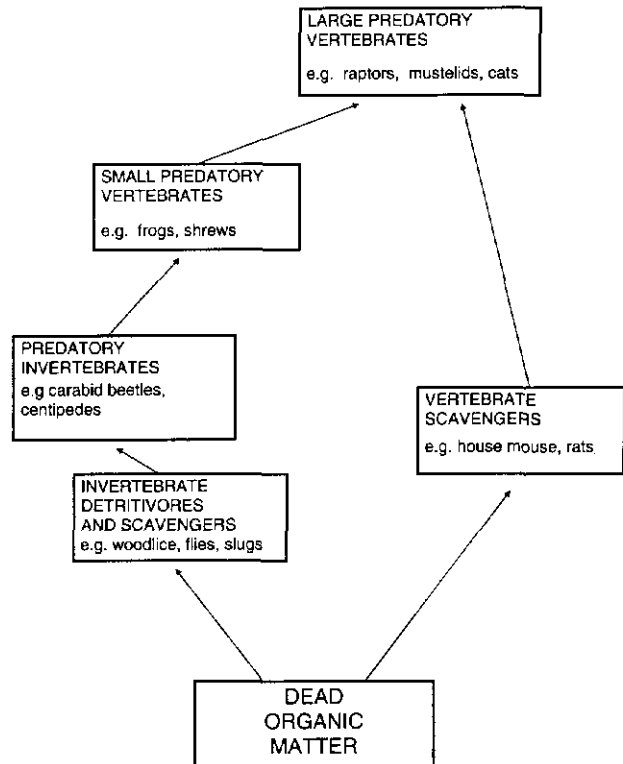 LARGE PREDATORY
VERTEBRATES
e.g. raptors, mustelids, cats
SMALL PREDATORY
VERTEBRATES
e.g. frogs, shrews
PREDATORY
INVERTEBRATES
e.g carabid beetles,
centipedes
VERTEBRATE
SCAVENGERS
e.g. house mouse, rats
INVERTEBRATE
DETRITIVORES
AND SCAVENGERS
e.g. woodlice, flies, slugs
DEAD
ORGANIC
MATTER